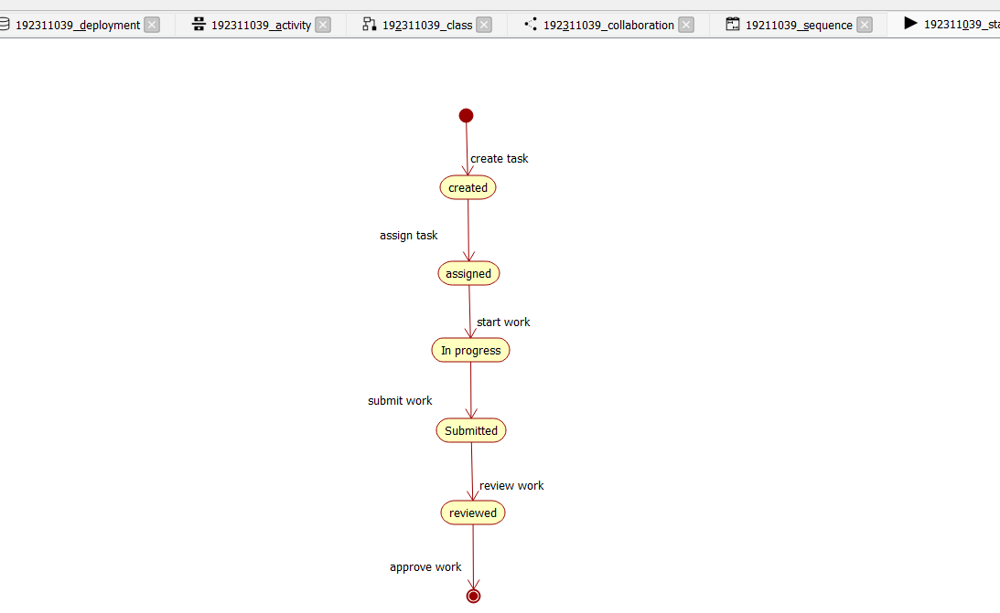 192311039_deployment
192311039_activity
192311039_class
192311039_collaboration
19211039_sequence
192311039_sta
create task
created
assign task
assigned
start work
In progress
submit work
Submitted
review work
reviewed
approve work